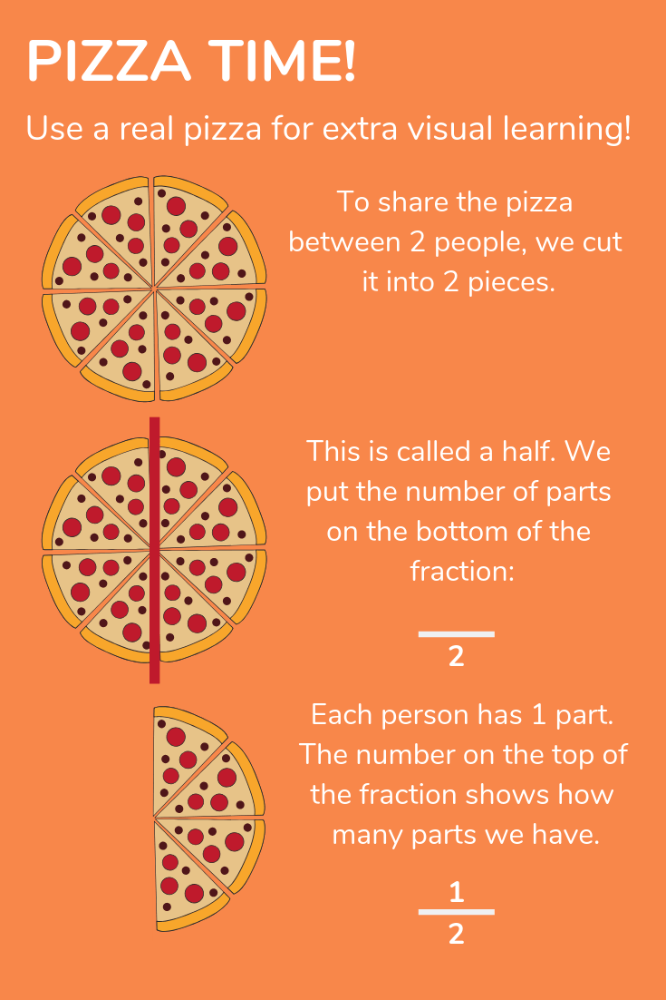 PIZZA TIME!
Use a real pizza for extra visual learning!
To share the pizza
between 2 people, we cut
it into 2 pieces.
This is called a half. We
put the number of parts
on the bottom of the
fraction:
2
Each person has 1 part.
The number on the top of
the fraction shows how
many parts we have.
1
2